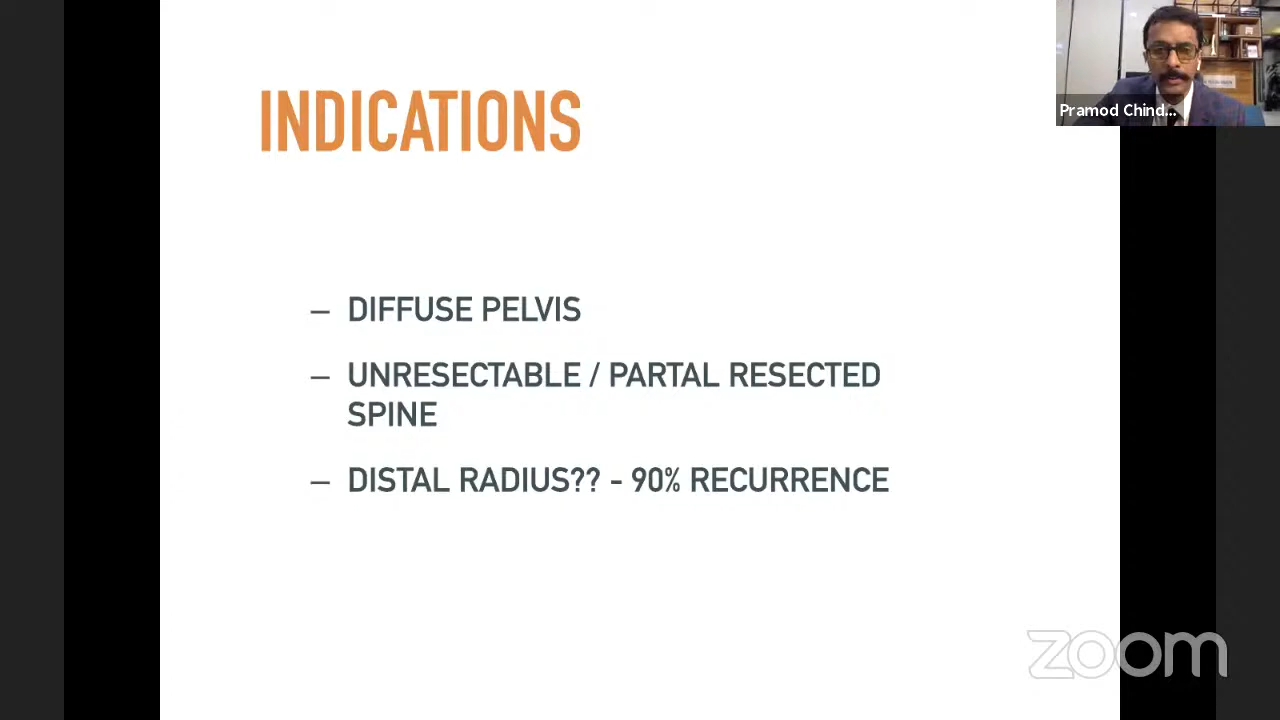 INDICATIONS
Pramod Chind...
– DIFFUSE PELVIS
– UNRESECTABLE / PARTAL RESECTED
SPINE
– DISTAL RADIUS?? - 90% RECURRENCE
zoom